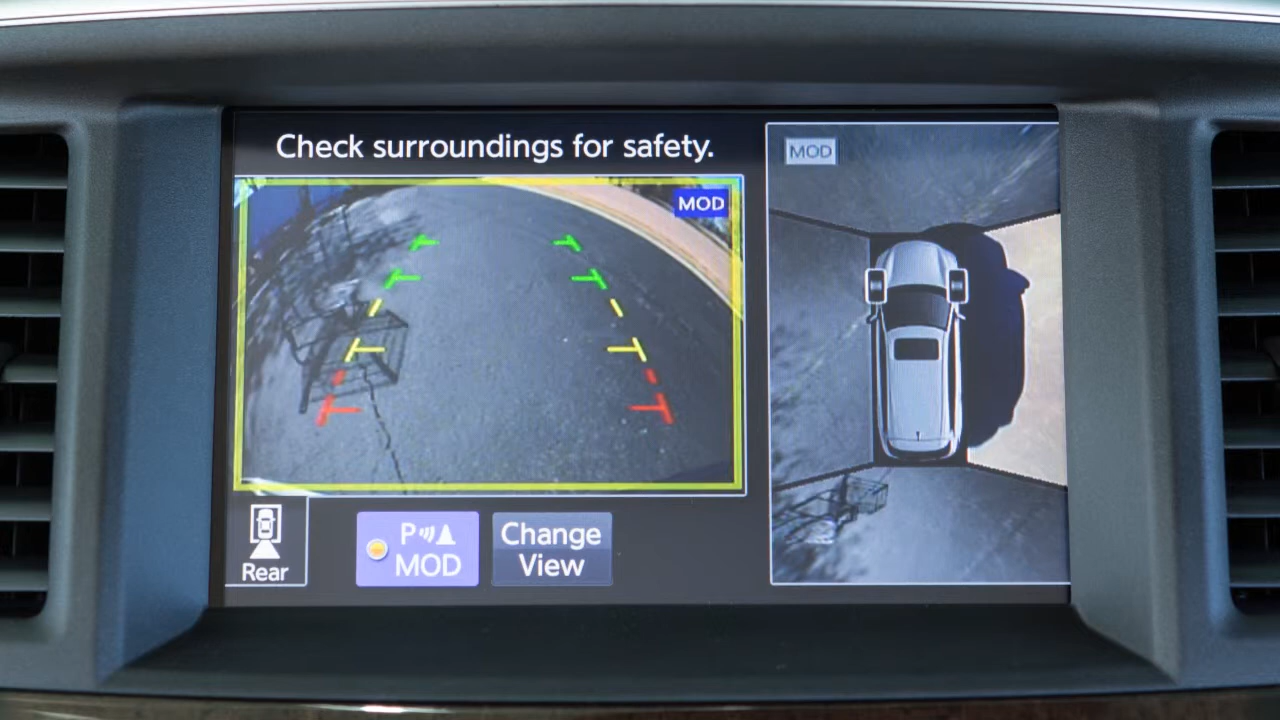 Check surroundings for safety.
MOD
MOD
Rear
P
MOD
Change
View